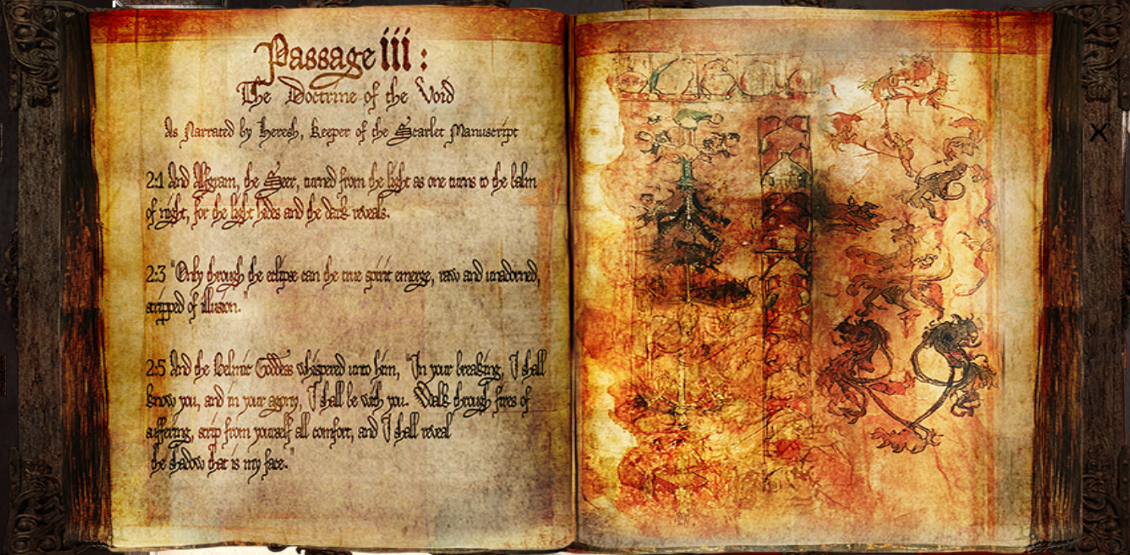 Passage iii:
The Doctrine of the Void
As Narrated by Heresh, Keeper of the Scarlet Manuscript
2:1 And Alfgram, the Seer, turned from the light as one turns to the balm
of night, for the light hides and the dark reveals.
2:3 "Only through the eclipse can the true spirit emerge, raw and unadorned,
stripped of illusion."
2:5 And the Delmir Goddess whispered unto him, "In your breaking, I shall
know you, and in your agony, I shall be with you. Walk through fires of
suffering, strip from yourself all comfort, and I shall reveal
the shadow that is my face."
X